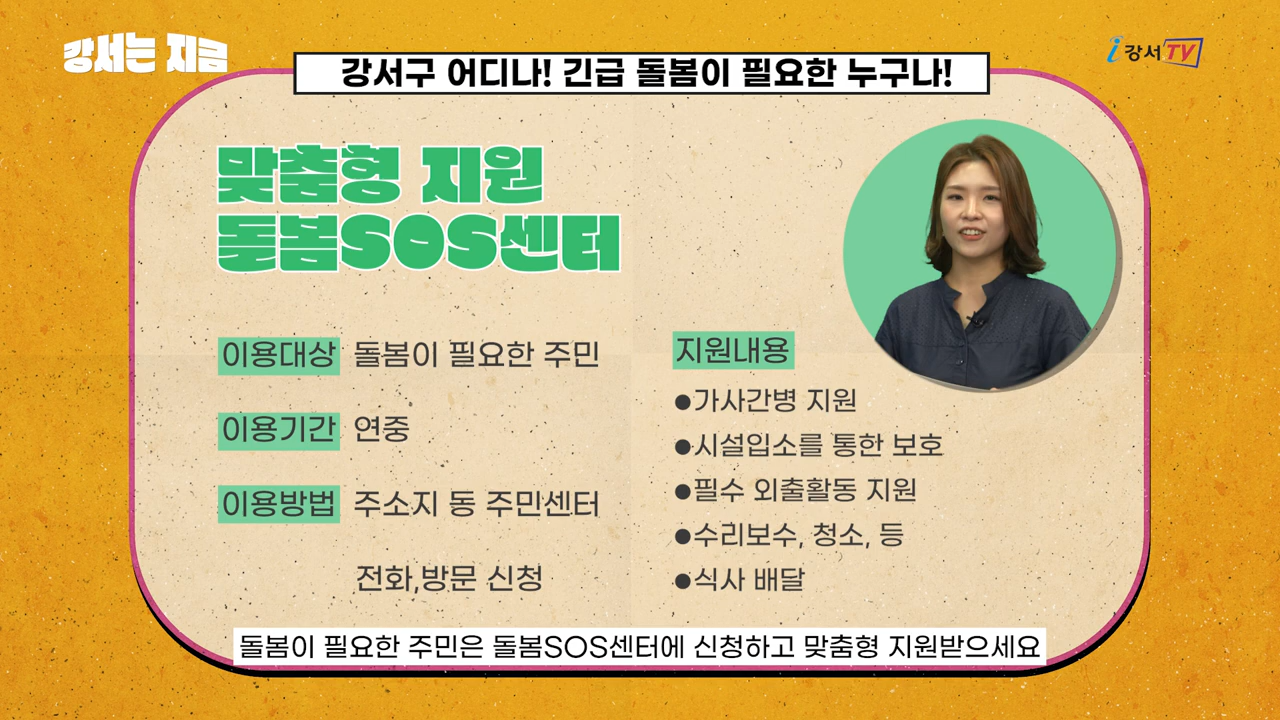 강서는 지금
i강서TV
강서구 어디나! 긴급 돌봄이 필요한 누구나!
맞춤형 지원
돌봄SOS센터
이용대상 돌봄이 필요한 주민
이용기간 연중
이용방법 주소지 동 주민센터
전화,방문 신청
지원내용
●가사간병 지원
●시설입소를 통한 보호
●필수 외출활동 지원
●수리보수, 청소, 등
●식사 배달
돌봄이 필요한 주민은 돌봄SOS센터에 신청하고 맞춤형 지원받으세요